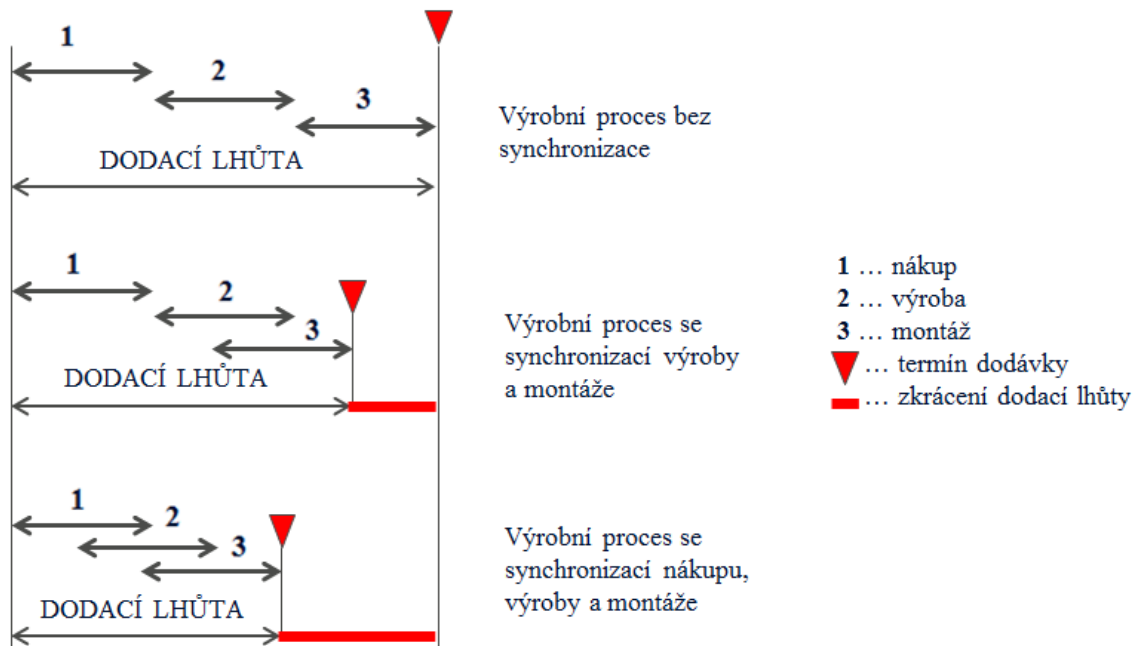 1
2
3
DODACÍ LHŮTA
Výrobní proces bez
synchronizace
1
2
3
DODACÍ LHŮTA
Výrobní proces se
synchronizací výroby
a montáže
1 … nákup
2 … výroba
3 … montáž
… termín dodávky
… zkrácení dodací lhůty
1
2
3
DODACÍ LHŮTA
Výrobní proces se
synchronizací nákupu,
výroby a montáže